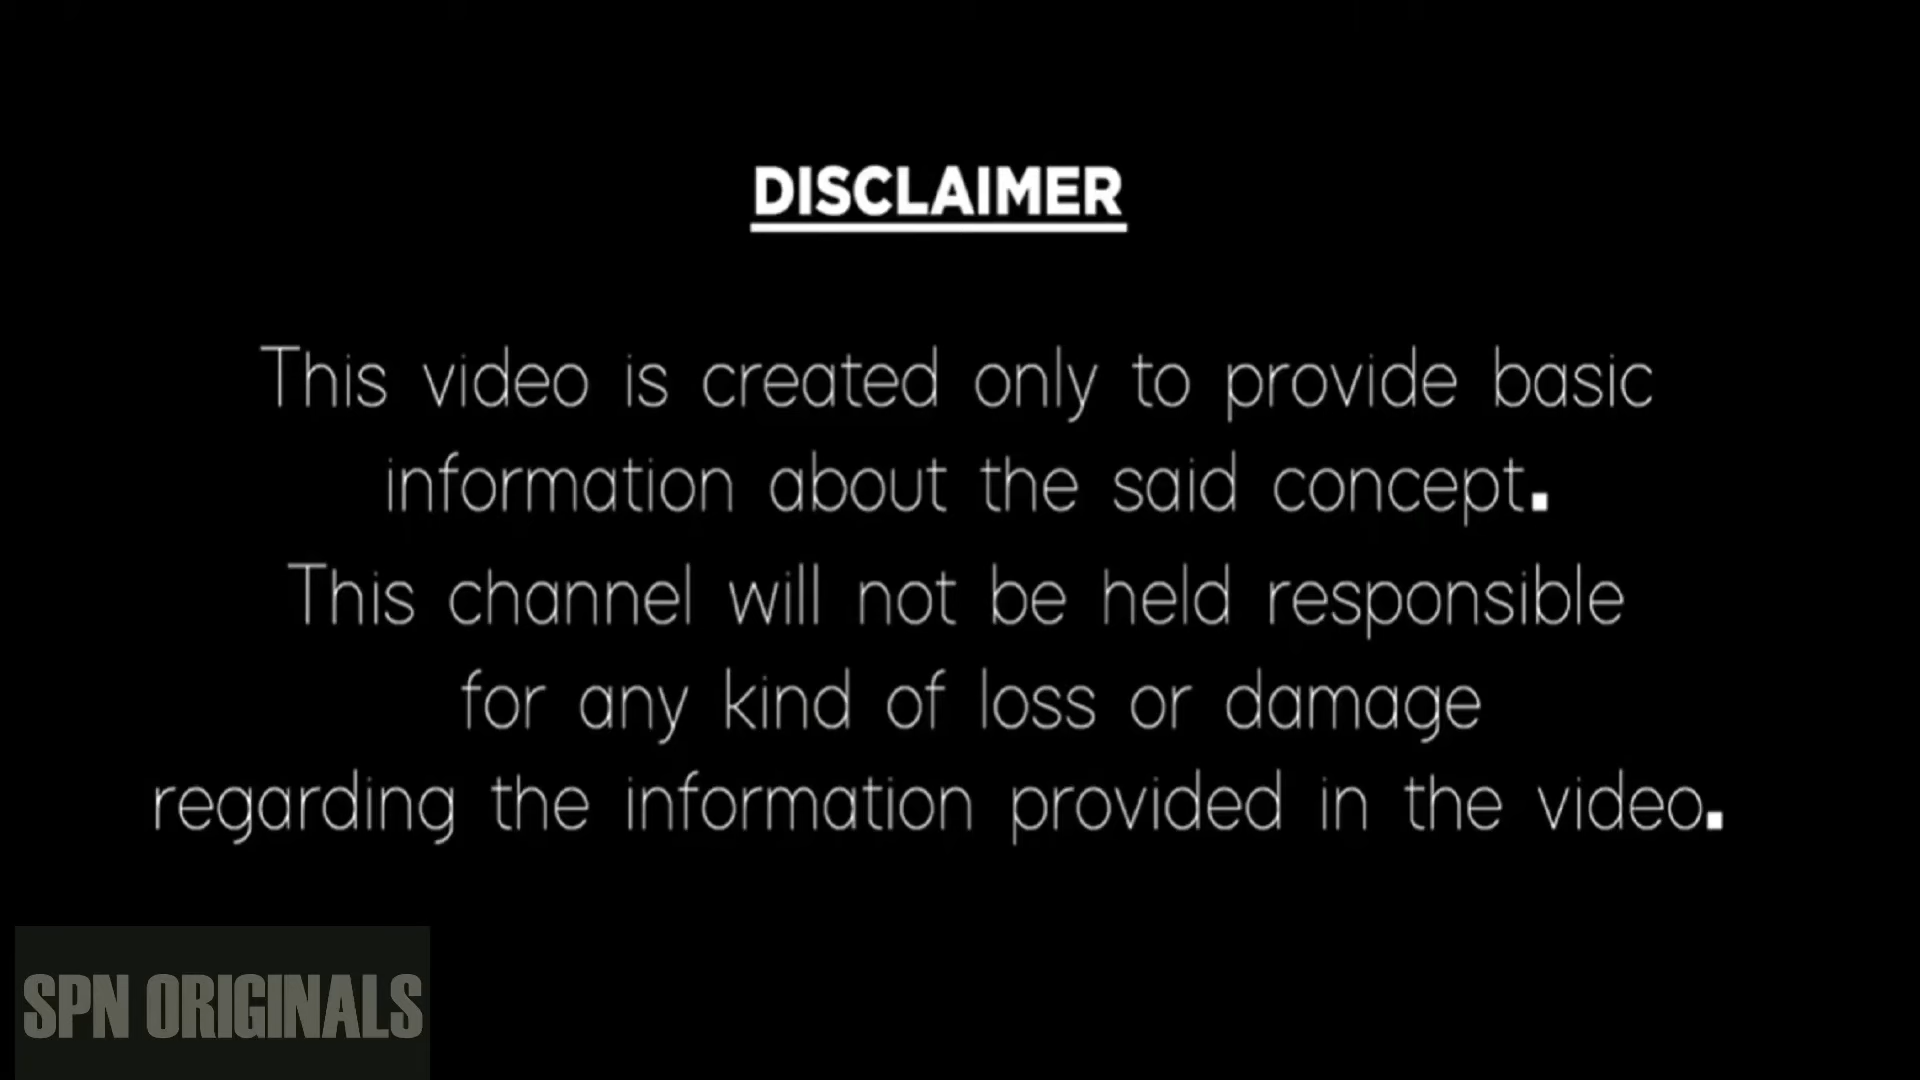 DISCLAIMER
This video is created only to provide basic
information about the said concept.
This channel will not be held responsible
for any kind of loss or damage
regarding the information provided in the video.
SPN ORIGINALS